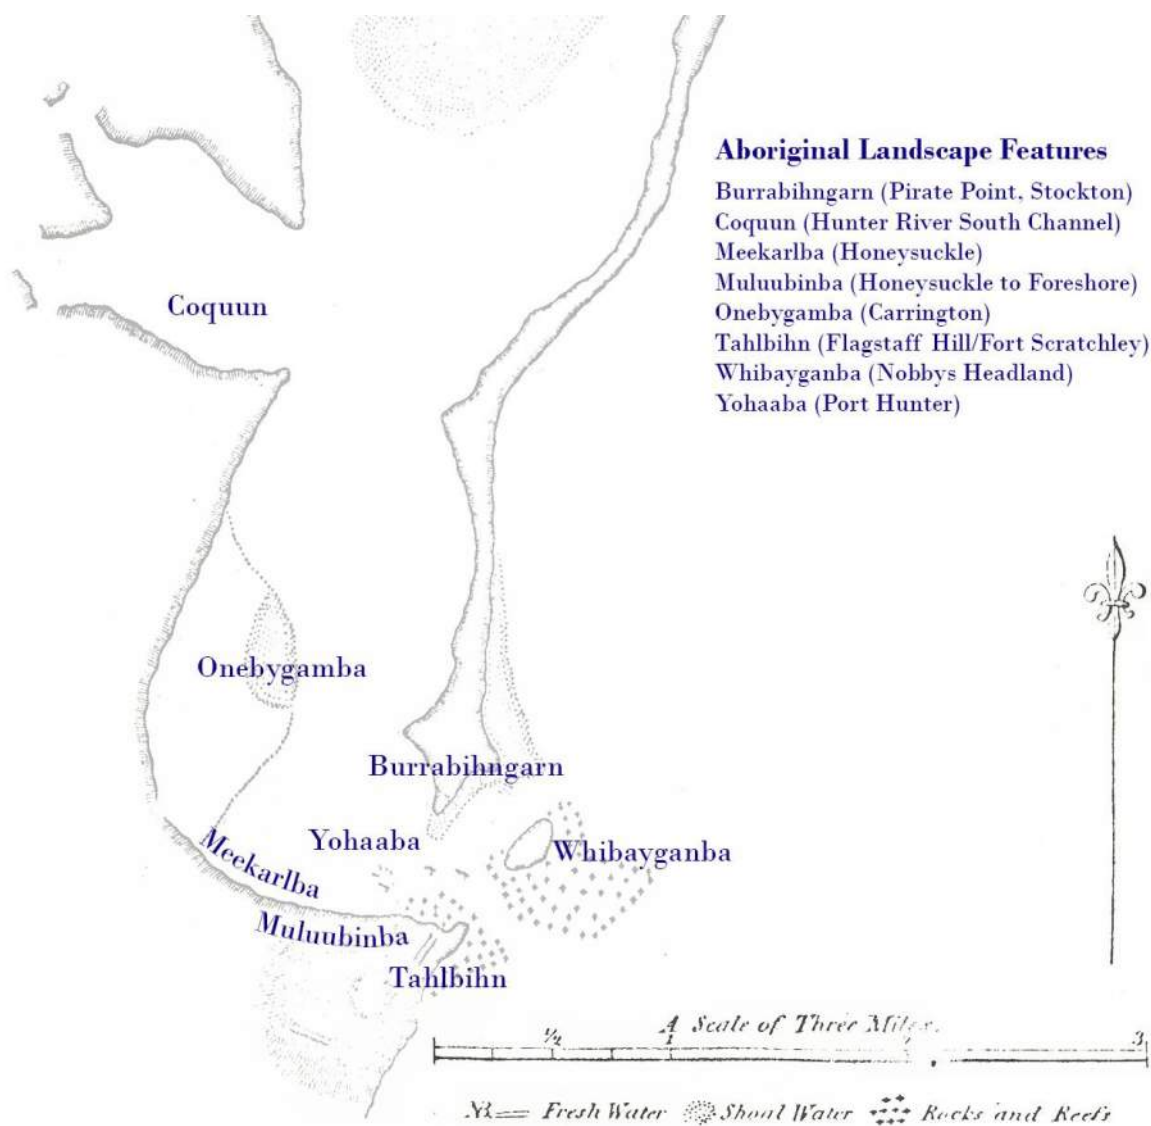 Aboriginal Landscape Features
Burrabihngarn (Pirate Point, Stockton)
Coquun (Hunter River South Channel)
Meekarlba (Honeysuckle)
Muluubinba (Honeysuckle to Foreshore)
Onebygamba (Carrington)
Tahlbihn (Flagstaff Hill/Fort Scratchley)
Whibayganba (Nobbys Headland)
Yohaaba (Port Hunter)
Coquun
Onebygamba
Burrabihngarn
Yohaaba
Whibayganba
Meekarlba
Muluubinba
Tahlbihn
A Scale of Three Miles.
1/2 1 3
Fresh Water Shoal Water Rocks and Reefs